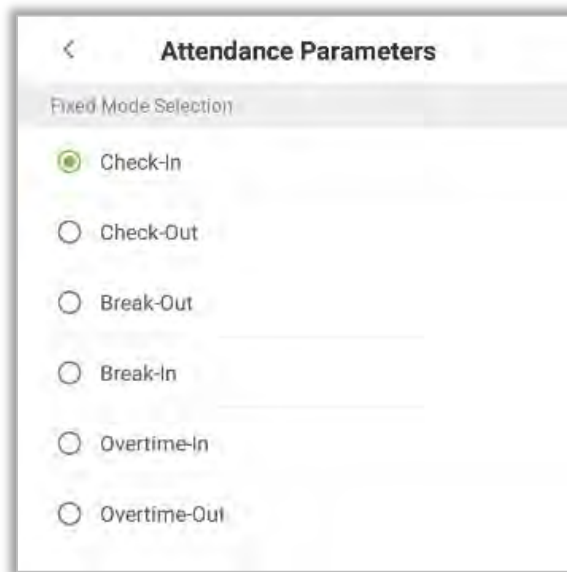 Attendance Parameters
Fixed Mode Selection
Check-In
Check-Out
Break-Out
Break-In
Overtime-In
Overtime-Out